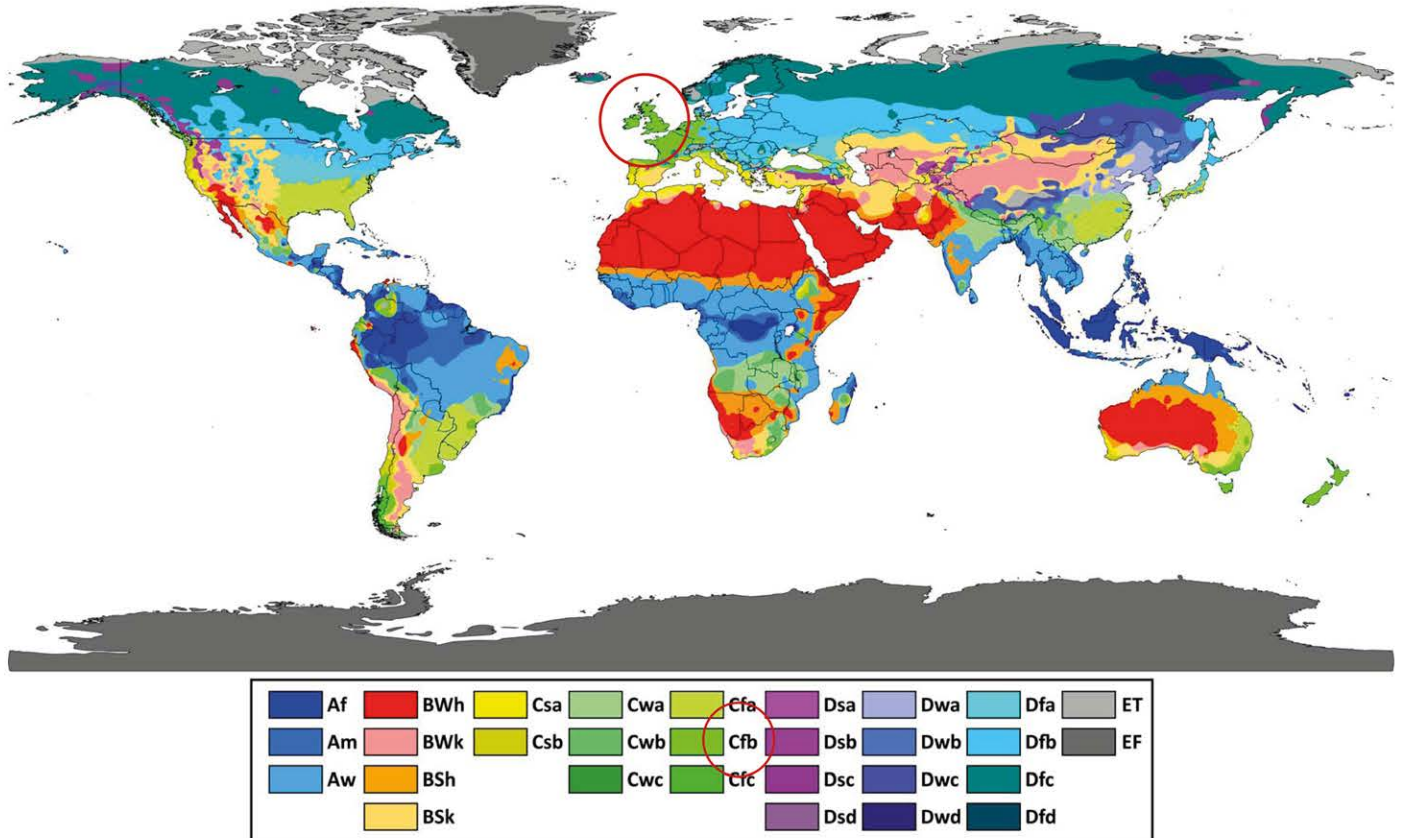 Af BWh Csa Cwa Cfa Dsa Dwa Dfa ET
Am BWk Csb Cwb Cfb Dsb Dwb Dfb EF
Aw BSh Cwc Cfc Dsc Dwc Dfc
BSk Dsd Dwd Dfd